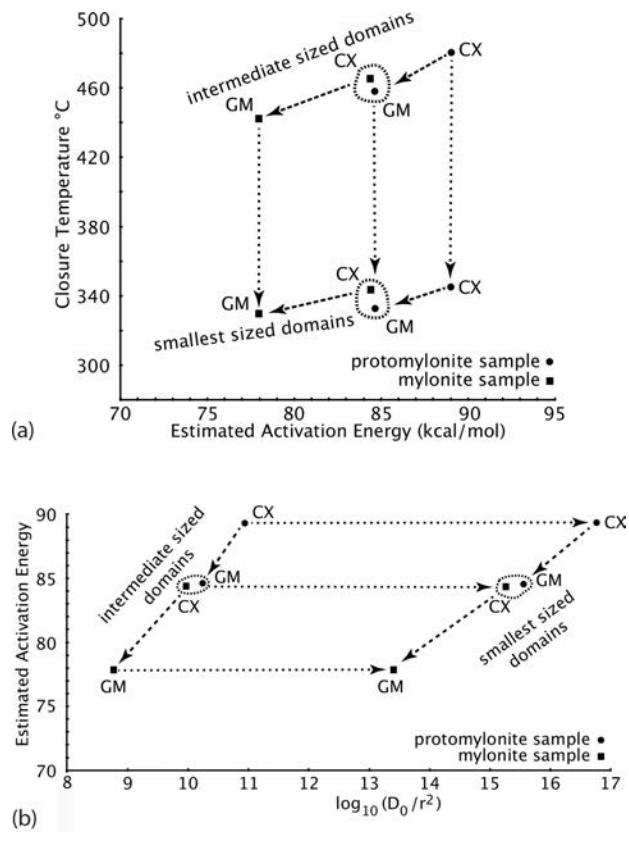 500
460
420
380
340
300
Closure Temperature °C
intermediate sized domains
CX
CX
GM
GM
CX
CX
GM
GM
smallest sized domains
protomylonite sample
mylonite sample
70 75 80 85 90 95
Estimated Activation Energy (kcal/mol)
(a)
90
85
80
75
70
Estimated Activation Energy
intermediate sized
domains
CX
CX
GM
GM
CX
CX
GM
GM
smallest sized
domains
protomylonite sample
mylonite sample
8 9 10 11 12 13 14 15 16 17
log10(D0/r2)
(b)